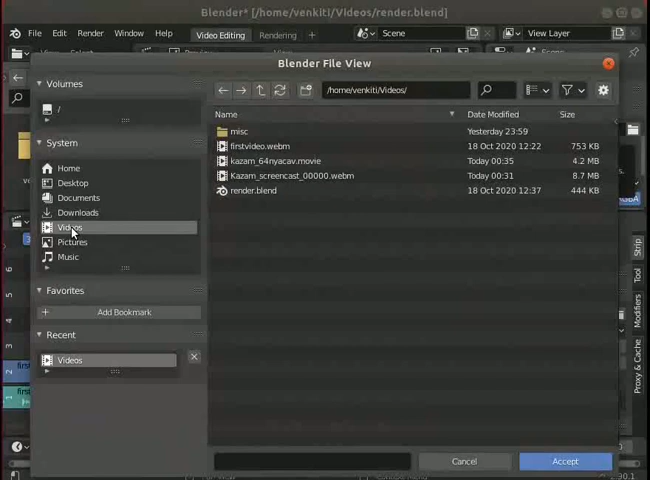 Blender* [/home/venkiti/Videos/render.blend]
File Edit Render Window Help Video Editing Rendering + Scene View Layer
Blender File View
Volumes
/
System
Home
Desktop
Documents
Downloads
Videos
Pictures
Music
Favorites
+ Add Bookmark
Recent
Videos
/home/venkiti/Videos/
Name Date Modified Size
misc Yesterday 23:59
firstvideo.webm 18 Oct 2020 12:22 753 KB
kazam_64nyacav.movie Today 00:35 4.2 MB
Kazam_screencast_00000.webm Today 00:31 8.7 MB
render.blend 18 Oct 2020 12:37 444 KB
Cancel Accept
Strip
Tool
Modifiers
Proxy & Cache